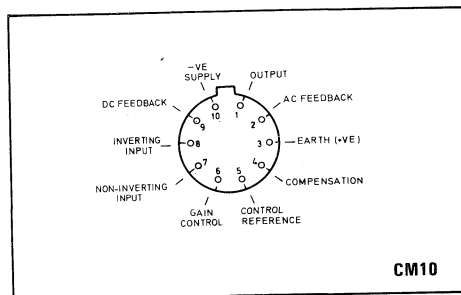 -VE
SUPPLY
OUTPUT
DC FEEDBACK
AC FEEDBACK
10
1
9
2
INVERTING
INPUT
8
3
EARTH (+VE)
7
4
NON-INVERTING
INPUT
6
5
COMPENSATION
GAIN
CONTROL
CONTROL
REFERENCE
CM10